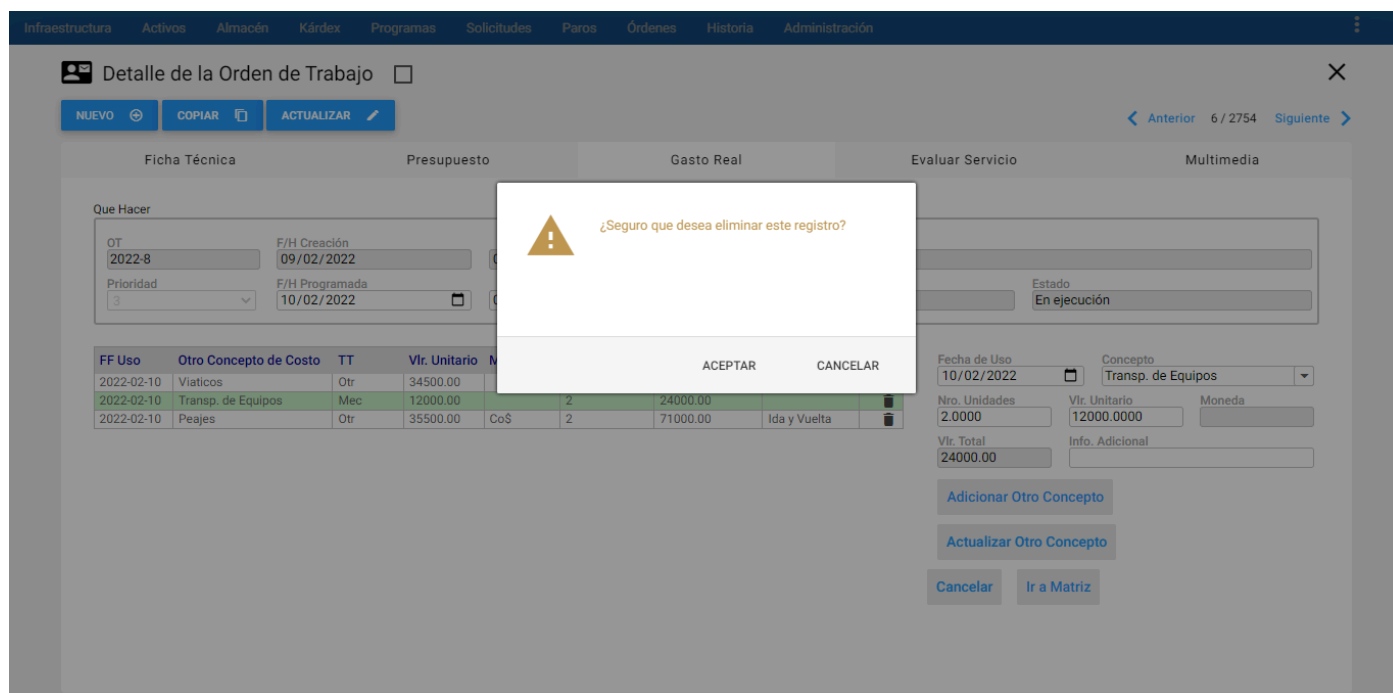 Infraestructura Activos Almacén Kárdex Programas Solicitudes Paros Órdenes Historia Administración
Detalle de la Orden de Trabajo
NUEVO COPIAR ACTUALIZAR Anterior 6 / 2754 Siguiente
Ficha Técnica Presupuesto Gasto Real Evaluar Servicio Multimedia
Que Hacer
¿Seguro que desea eliminar este registro?
ACEPTAR CANCELAR
OT F/H Creación
2022-8 09/02/2022
Prioridad F/H Programada Estado
3 10/02/2022 En ejecución
FF Uso Otro Concepto de Costo TT Vlr. Unitario
2022-02-10 Viaticos Otr 34500.00
2022-02-10 Transp. de Equipos Mec 12000.00 2 24000.00
2022-02-10 Peajes Otr 35500.00 Co$ 2 71000.00 Ida y Vuelta
Fecha de Uso Concepto
10/02/2022 Transp. de Equipos
Nro. Unidades Vlr. Unitario Moneda
2.0000 12000.0000
Vlr. Total Info. Adicional
24000.00
Adicionar Otro Concepto
Actualizar Otro Concepto
Cancelar Ir a Matriz